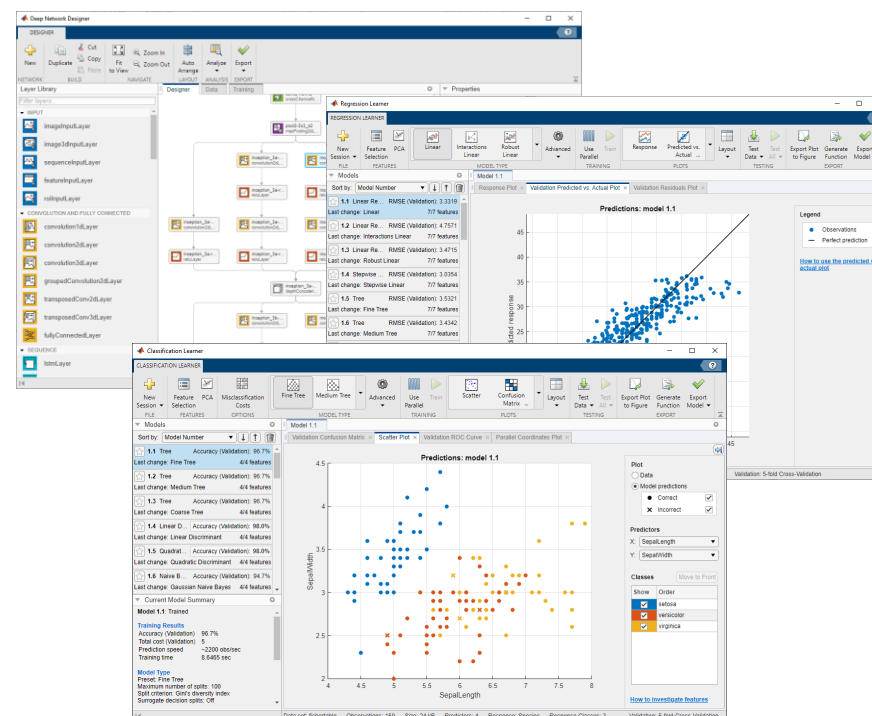 Deep Network Designer
DESIGNER
New
Duplicate
Cut
Copy
Paste
Fit
to View
Zoom In
Zoom Out
Auto
Arrange
Analyze
Export
NETWORK BUILD NAVIGATE LAYOUT ANALYSIS EXPORT
Layer Library
Filter layers...
INPUT
imageInputLayer
image3dInputLayer
sequenceInputLayer
featureInputLayer
roiInputLayer
CONVOLUTION AND FULLY CONNECTED
convolution1dLayer
convolution2dLayer
convolution3dLayer
groupedConvolution2dLayer
transposedConv2dLayer
transposedConv3dLayer
fullyConnectedLayer
SEQUENCE
lstmLayer
Designer Data Training
Properties
Regression Learner
REGRESSION LEARNER
New
Session
Feature
Selection
PCA
Linear
Interactions
Linear
Robust
Linear
Advanced
Use
Parallel
Train
Response
Predicted vs.
Actual ...
Layout
Test
Data
Test
All
Export Plot
to Figure
Generate
Function
Export
FILE FEATURES MODEL TYPE TRAINING PLOTS TESTING EXPORT
Models
Sort by: Model Number
1.1 Linear Re... RMSE (Validation): 3.3319
Last change: Linear 7/7 features
1.2 Linear Re... RMSE (Validation): 4.7571
Last change: Interactions Linear 7/7 features
1.3 Linear Re... RMSE (Validation): 3.4715
Last change: Robust Linear 7/7 features
1.4 Stepwise ... RMSE (Validation): 3.0354
Last change: Stepwise Linear 7/7 features
1.5 Tree RMSE (Validation): 3.5321
Last change: Fine Tree 7/7 features
1.6 Tree RMSE (Validation): 3.4342
Last change: Medium Tree 7/7 features
Model 1.1
Response Plot Validation Predicted vs. Actual Plot Validation Residuals Plot
Predictions: model 1.1
45
40
35
30
25
45
Legend
Observations
Perfect prediction
How to use the predicted
actual plot
Validation: 5-fold Cross-Validation
Classification Learner
CLASSIFICATION LEARNER
New
Session
Feature
Selection
PCA
Misclassification
Costs
Fine Tree
Medium Tree
Advanced
Use
Parallel
Train
Scatter
Confusion
Matrix ...
Layout
Test
Data
Test
All
Export Plot
to Figure
Generate
Function
Export
Model
FILE FEATURES OPTIONS MODEL TYPE TRAINING PLOTS TESTING EXPORT
Models
Sort by: Model Number
1.1 Tree Accuracy (Validation): 96.7%
Last change: Fine Tree 4/4 features
1.2 Tree Accuracy (Validation): 96.7%
Last change: Medium Tree 4/4 features
1.3 Tree Accuracy (Validation): 96.7%
Last change: Coarse Tree 4/4 features
1.4 Linear D... Accuracy (Validation): 98.0%
Last change: Linear Discriminant 4/4 features
1.5 Quadrat... Accuracy (Validation): 98.0%
Last change: Quadratic Discriminant 4/4 features
1.6 Naive B... Accuracy (Validation): 94.7%
Last change: Gaussian Naive Bayes 4/4 features
Current Model Summary
Model 1.1: Trained
Training Results
Accuracy (Validation) 96.7%
Total cost (Validation) 5
Prediction speed ~2200 obs/sec
Training time 8.6465 sec
Model Type
Preset: Fine Tree
Maximum number of splits: 100
Split criterion: Gini's diversity index
Surrogate decision splits: Off
Model 1.1
Validation Confusion Matrix Scatter Plot Validation ROC Curve Parallel Coordinates Plot
Predictions: model 1.1
4.5
4
3.5
3
2.5
2
SepalWidth
4 4.5 5 5.5 6 6.5 7 7.5 8
SepalLength
Plot
Data
Model predictions
Correct
Incorrect
Predictors
X: SepalLength
Y: SepalWidth
Classes
Move to Front
Show Order
setosa
versicolor
virginica
How to investigate features
Data set: fishertable Observations: 150 Size: 24 kB Predictors: 4 Response: Species Response Classes: 3 Validation: 5-fold Cross-Validation